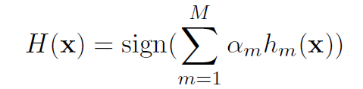 H(x) = sign(∑_{m=1}^{M} α_m h_m(x))